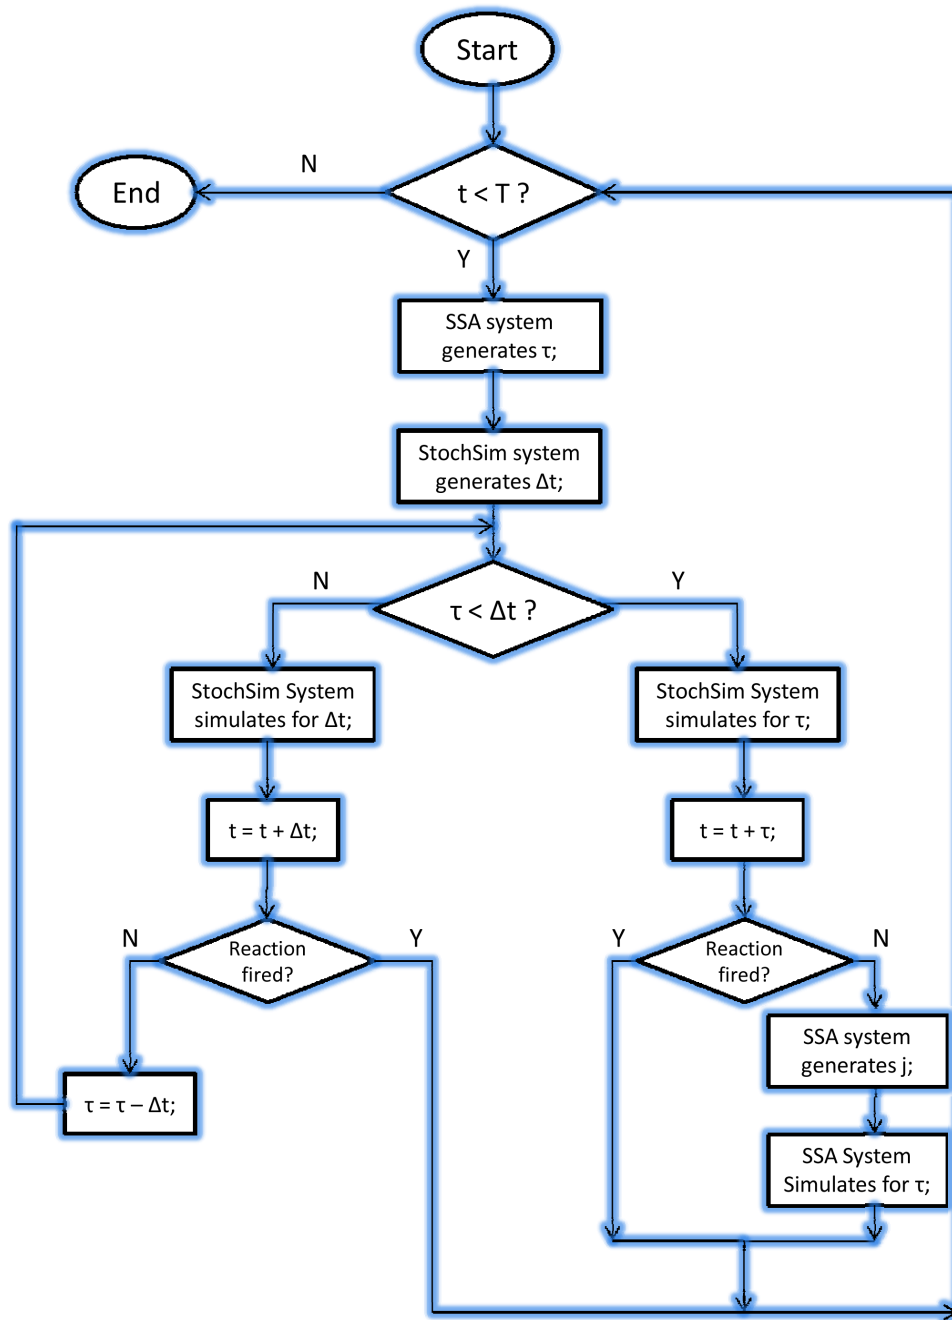 Start
N
End
t < T ?
Y
SSA system
generates τ;
StochSim system
generates Δt;
N
τ < Δt ?
Y
StochSim System
simulates for Δt;
StochSim System
simulates for τ;
t = t + Δt;
t = t + τ;
N
Reaction
fired?
Y
Y
Reaction
fired?
N
SSA system
generates j;
τ = τ – Δt;
SSA System
Simulates for τ;